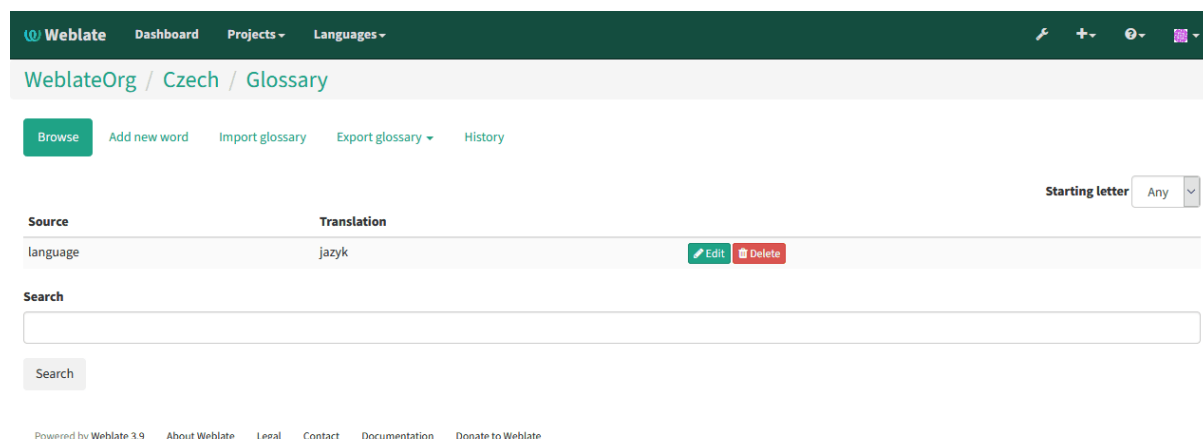 Weblate Dashboard Projects Languages
WeblateOrg / Czech / Glossary
Browse Add new word Import glossary Export glossary History
Starting letter Any
Source Translation
language jazyk Edit Delete
Search
Search
Powered by Weblate 3.9 About Weblate Legal Contact Documentation Donate to Weblate